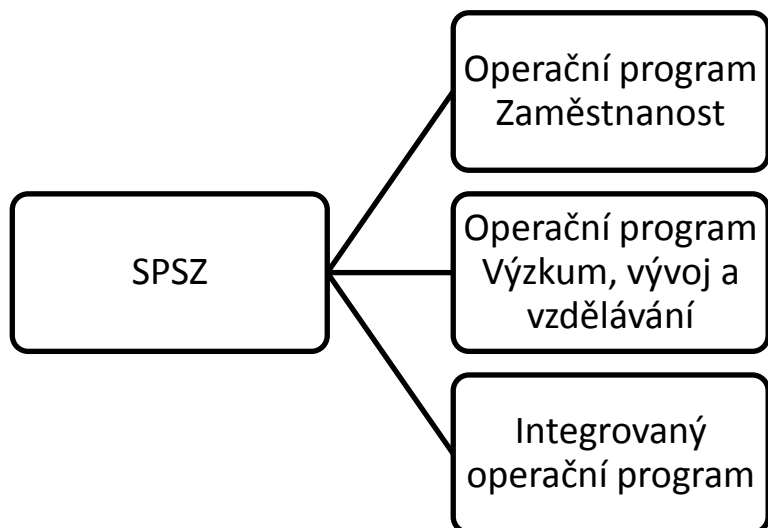 Operační program
Zaměstnanost
SPSZ
Operační program
Výzkum, vývoj a
vzdělávání
Integrovaný
operační program